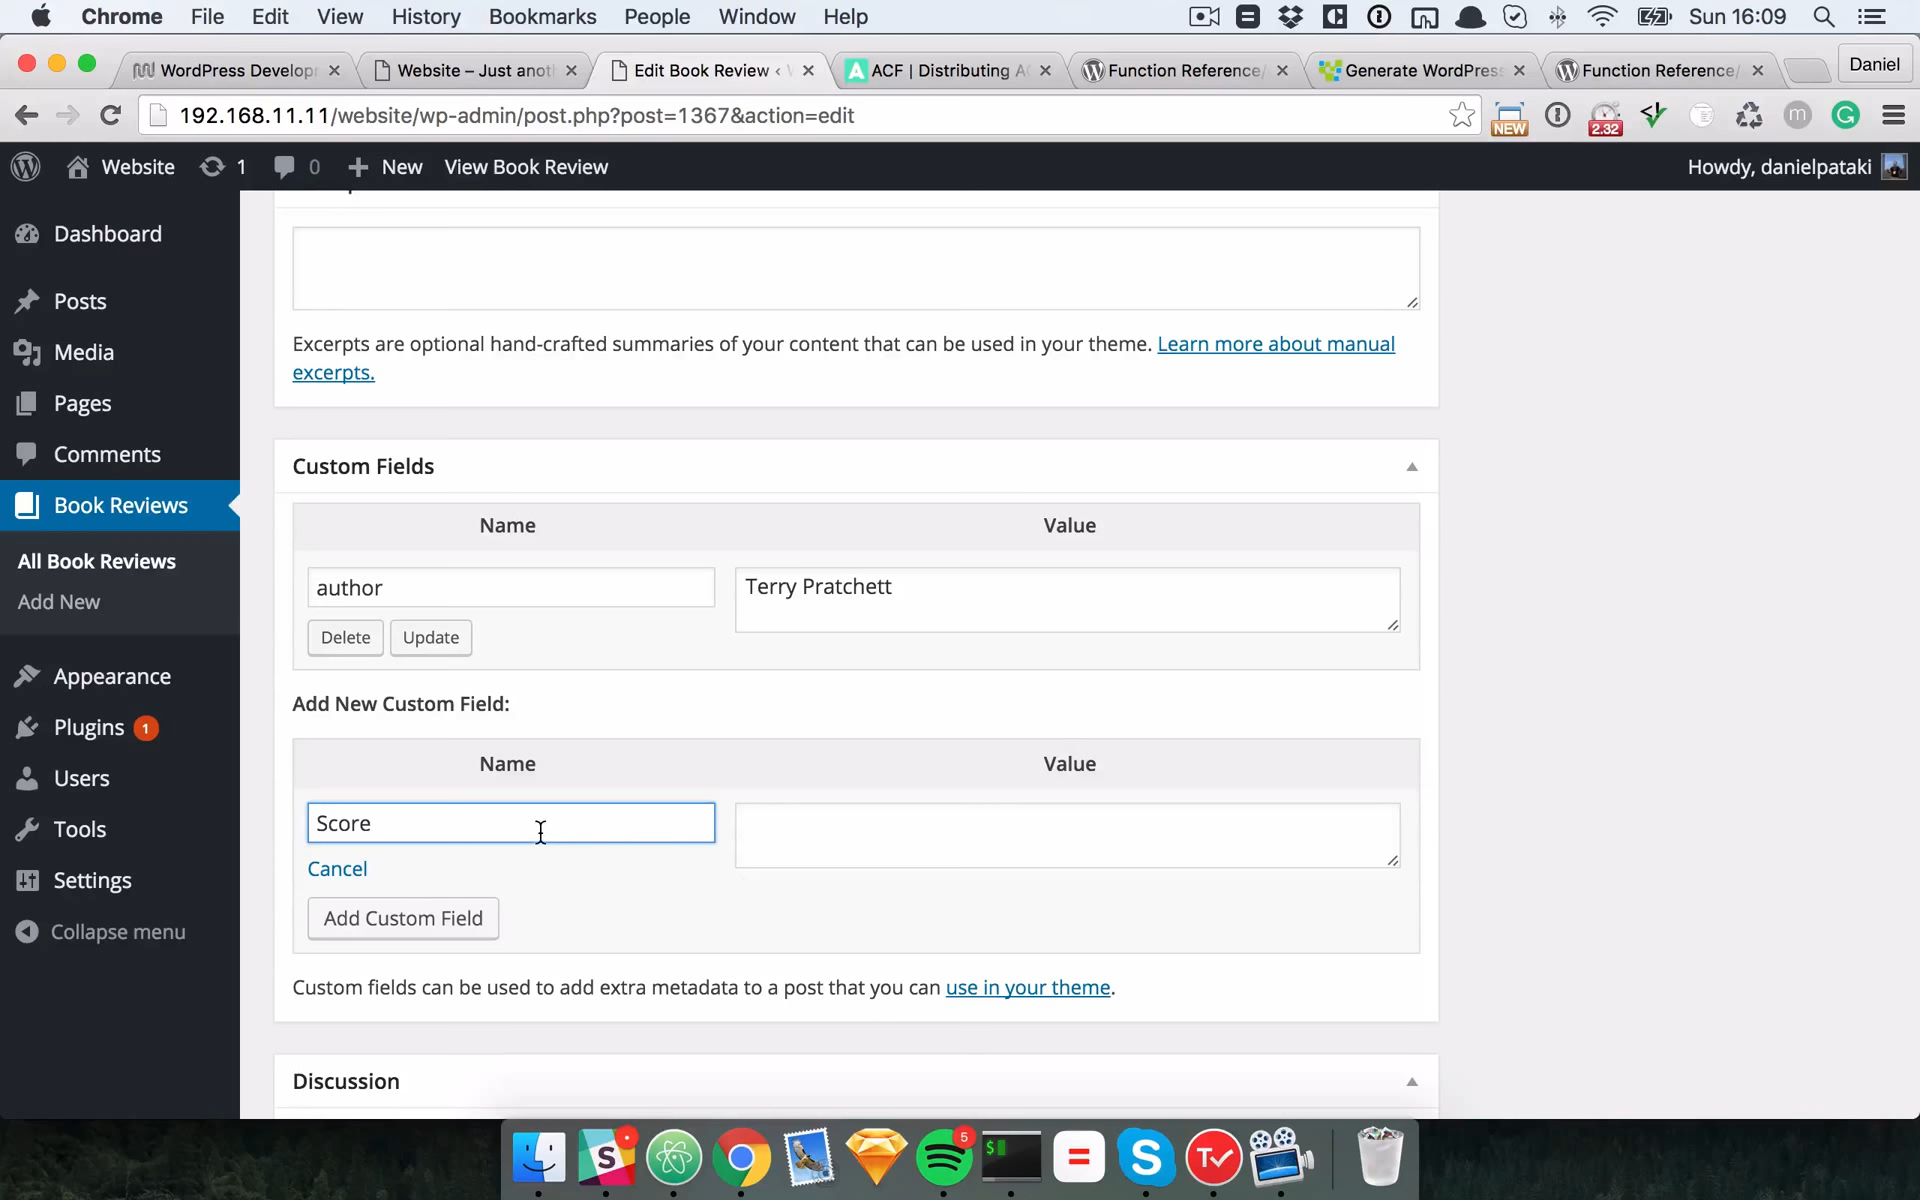 Chrome File Edit View History Bookmarks People Window Help Sun 16:09
WordPress Develop Website – Just anot Edit Book Review ‹ ACF | Distributing A Function Reference/ Generate WordPress Function Reference/ Daniel
192.168.11.11/website/wp-admin/post.php?post=1367&action=edit NEW 2.32
Website 1 0 New View Book Review Howdy, danielpataki
Dashboard
Posts
Media
Pages
Comments
Book Reviews
All Book Reviews
Add New
Appearance
Plugins 1
Users
Tools
Settings
Collapse menu
Excerpts are optional hand-crafted summaries of your content that can be used in your theme. Learn more about manual
excerpts.
Custom Fields
Name Value
author Terry Pratchett
Delete Update
Add New Custom Field:
Name Value
Score
Cancel
Add Custom Field
Custom fields can be used to add extra metadata to a post that you can use in your theme.
Discussion
5